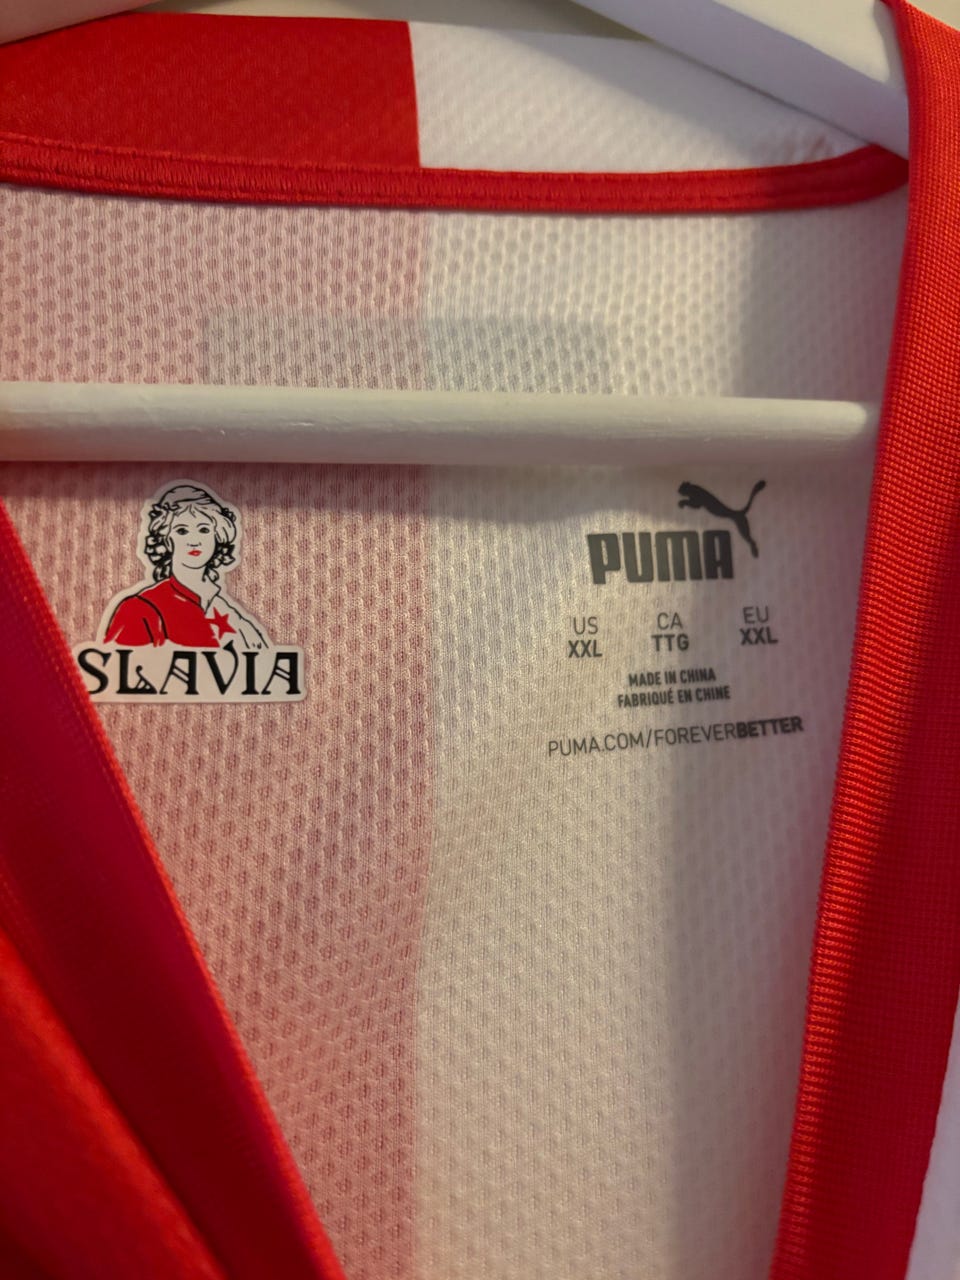 SLAVIA
PUMA
US CA EU
XXL TTG XXL
MADE IN CHINA
FABRIQUÉ EN CHINE
PUMA.COM/FOREVERBETTER